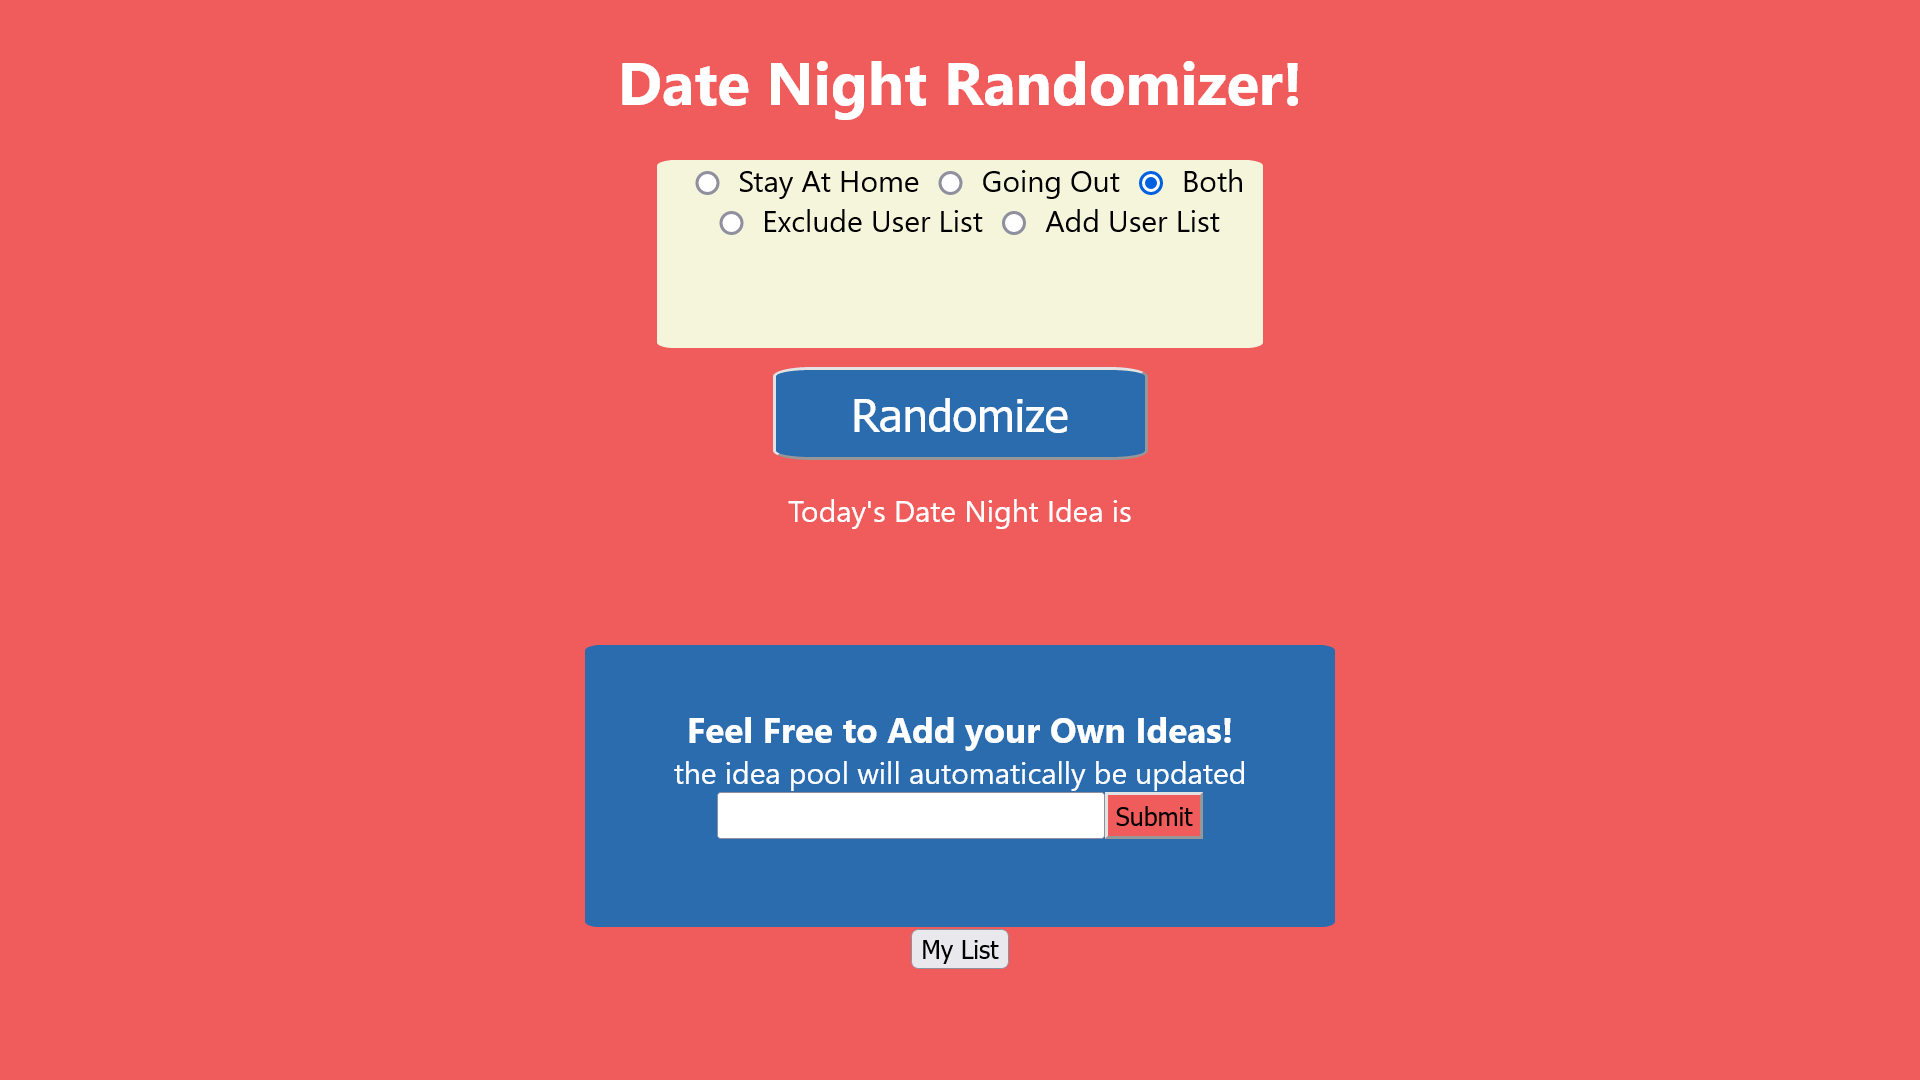 Date Night Randomizer!
Stay At Home Going Out Both
Exclude User List Add User List
Randomize
Today's Date Night Idea is
Feel Free to Add your Own Ideas!
the idea pool will automatically be updated
Submit
My List